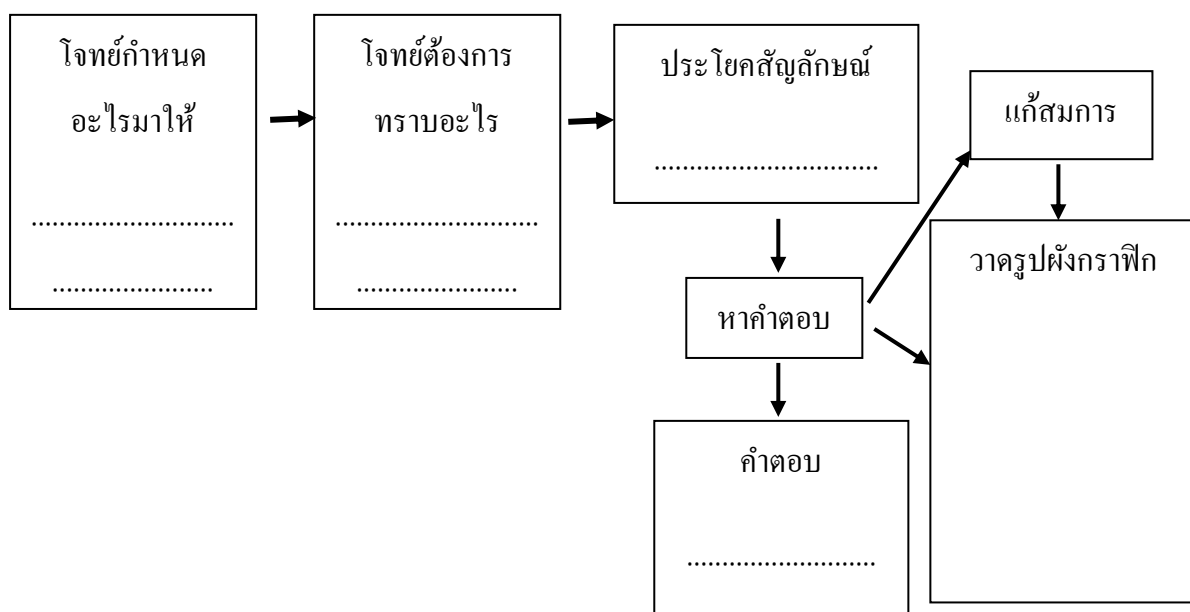 โจทย์กำหนด
อะไรมาให้
..........................
.....................
โจทย์ต้องการ
ทราบอะไร
..........................
.....................
ประโยคสัญลักษณ์
.............................
แก้สมการ
วาดรูปผังกราฟิก
หาคำตอบ
คำตอบ
...........................